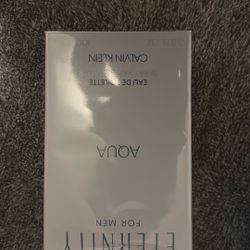 ETERNITY
FOR MEN
AQUA
EAU DE TOILETTE
CALVIN KLEIN